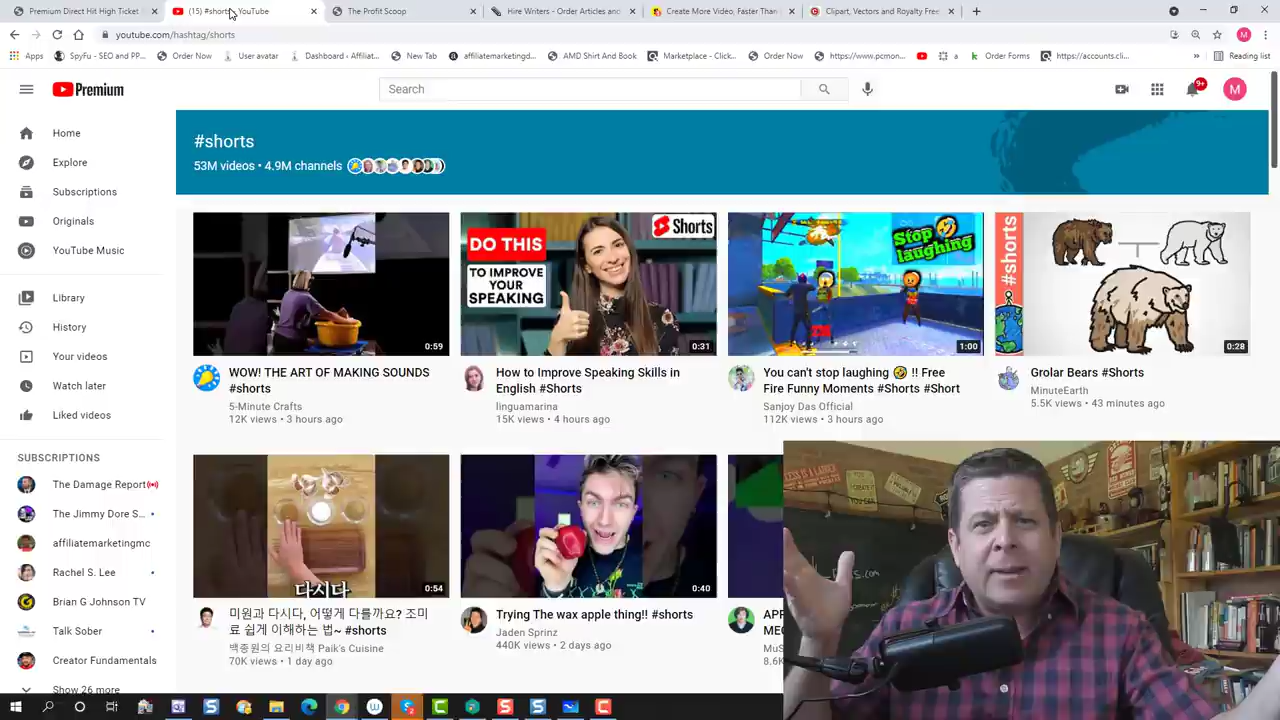 Premium Direct Hit High Ticket
(15) #shorts - YouTube
The Profit Scoop
Hire Writers - Order Articles and
Create More Video, Faster Than
Clipart, Vectors and Royalty Free
youtube.com/hashtag/shorts
Apps
SpyFu - SEO and PP...
Order Now
User avatar
Dashboard ‹ Affiliat...
New Tab
affiliatemarketingd...
AMD Shirt And Book
Marketplace - Click...
Order Now
https://www.pcmon...
a
Order Forms
https://accounts.cli...
»
Reading list
Premium
Search
9+
M
#shorts
53M videos • 4.9M channels
Home
Explore
Subscriptions
Originals
YouTube Music
Library
History
Your videos
Watch later
Liked videos
SUBSCRIPTIONS
The Damage Report
The Jimmy Dore S...
affiliatemarketingmc
Rachel S. Lee
Brian G Johnson TV
Talk Sober
Creator Fundamentals
Show 26 more
0:59
WOW! THE ART OF MAKING SOUNDS
#shorts
5-Minute Crafts
12K views • 3 hours ago
DO THIS
TO IMPROVE
YOUR
SPEAKING
Shorts
0:31
How to Improve Speaking Skills in
English #Shorts
linguamarina
15K views • 4 hours ago
Stop
laughing
1:00
You can't stop laughing 🤣 !! Free
Fire Funny Moments #Shorts #Short
Sanjoy Das Official
112K views • 3 hours ago
#shorts
0:28
Grolar Bears #Shorts
MinuteEarth
5.5K views • 43 minutes ago
다시다
0:54
미원과 다시다, 어떻게 다를까요? 조미
료 쉽게 이해하는 법~ #shorts
백종원의 요리비책 Paik's Cuisine
70K views • 1 day ago
0:40
Trying The wax apple thing!! #shorts
Jaden Sprinz
440K views • 2 days ago